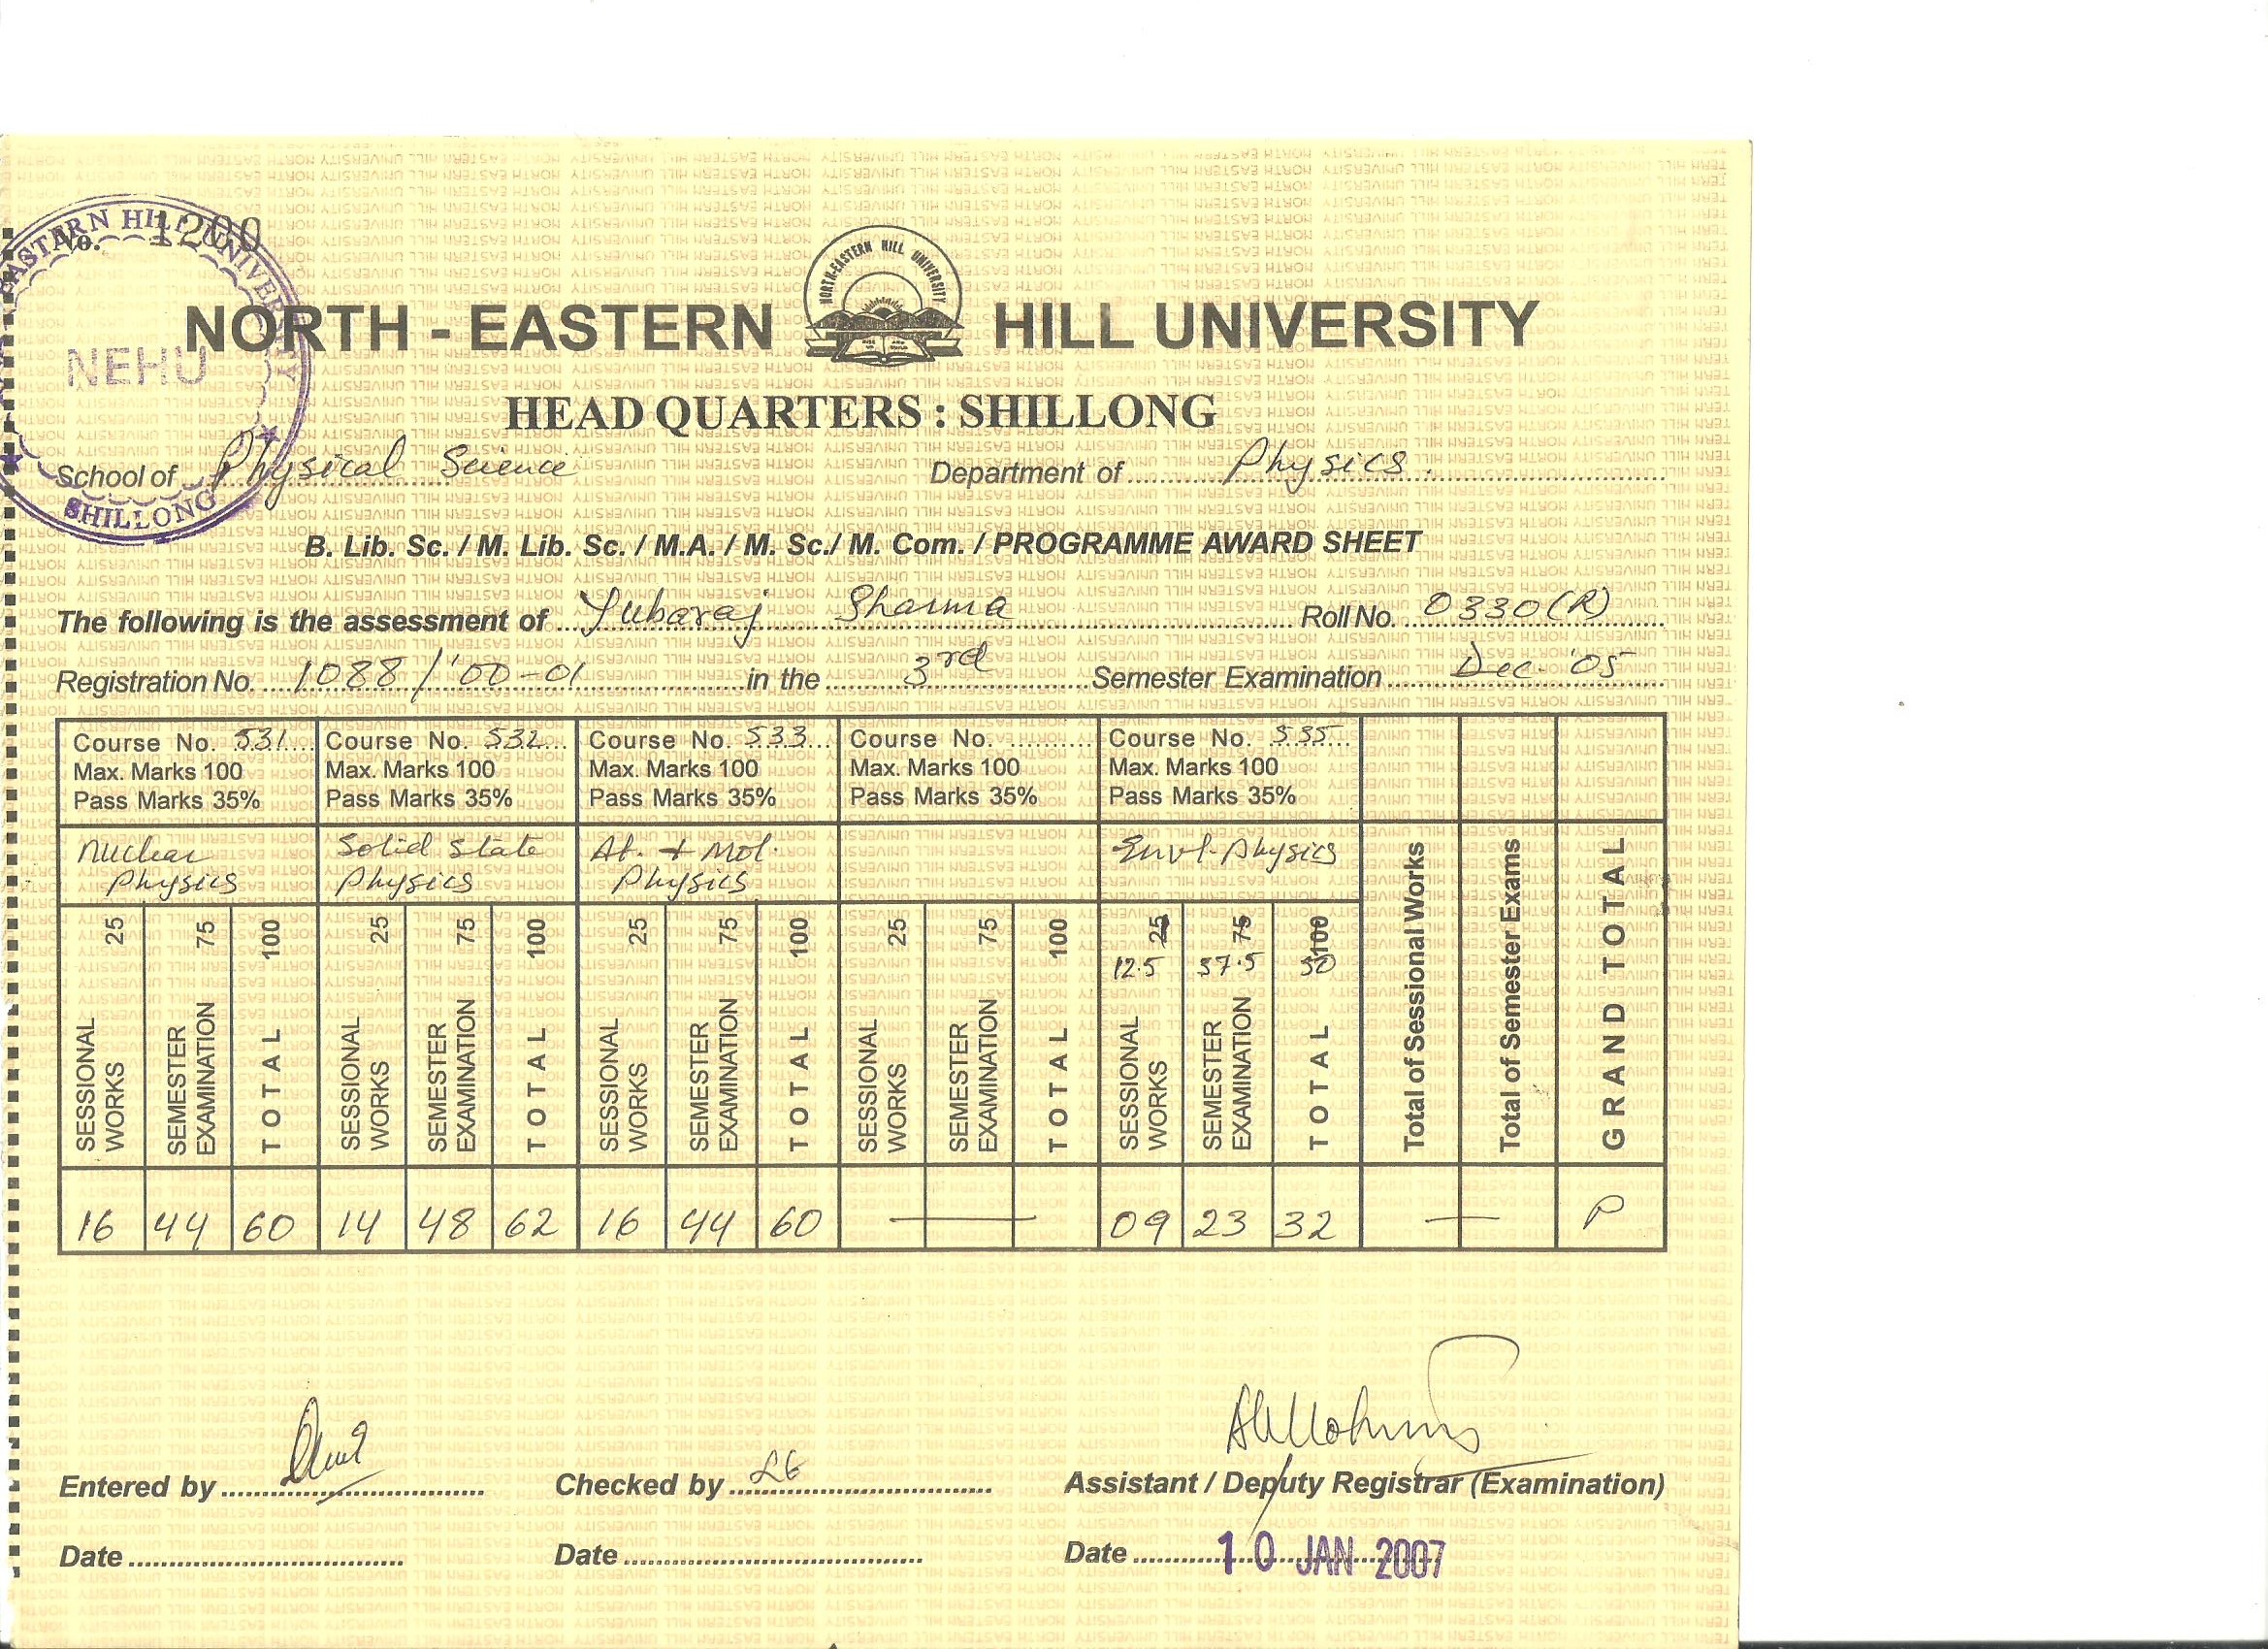 No. 1200
NORTH-EASTERN HILL UNIVERSITY
EASTARN HILL UNIVERSITY
NEHU
SHILLONG
NORTH - EASTERN HILL UNIVERSITY
HEAD QUARTERS : SHILLONG
School of Physical Science Department of Physics.
B. Lib. Sc. / M. Lib. Sc. / M.A. / M. Sc./ M. Com. / PROGRAMME AWARD SHEET
The following is the assessment of Yubaraj Sharma Roll No. 0330(R)
Registration No. 1088/'00-01 in the 3rd Semester Examination Dec. '05
Course No. 531 Course No. 532 Course No. 533 Course No. Course No. 535
Max. Marks 100 Max. Marks 100 Max. Marks 100 Max. Marks 100 Max. Marks 100
Pass Marks 35% Pass Marks 35% Pass Marks 35% Pass Marks 35% Pass Marks 35%
Nuclear Solid State At. + Mol. Envl. Physics
Physics Physics Physics
25 75 100 25 75 100 25 75 100 25 75 100 25 75 100
12.5 37.5 50
SESSIONAL WORKS SEMESTER EXAMINATION TOTAL SESSIONAL WORKS SEMESTER EXAMINATION TOTAL SESSIONAL WORKS SEMESTER EXAMINATION TOTAL SESSIONAL WORKS SEMESTER EXAMINATION TOTAL SESSIONAL WORKS SEMESTER EXAMINATION TOTAL Total of Sessional Works Total of Semester Exams GRAND TOTAL
16 44 60 14 48 62 16 44 60 — 09 23 32 — P
Entered by Checked by Assistant / Deputy Registrar (Examination)
Date Date Date 10 JAN 2007